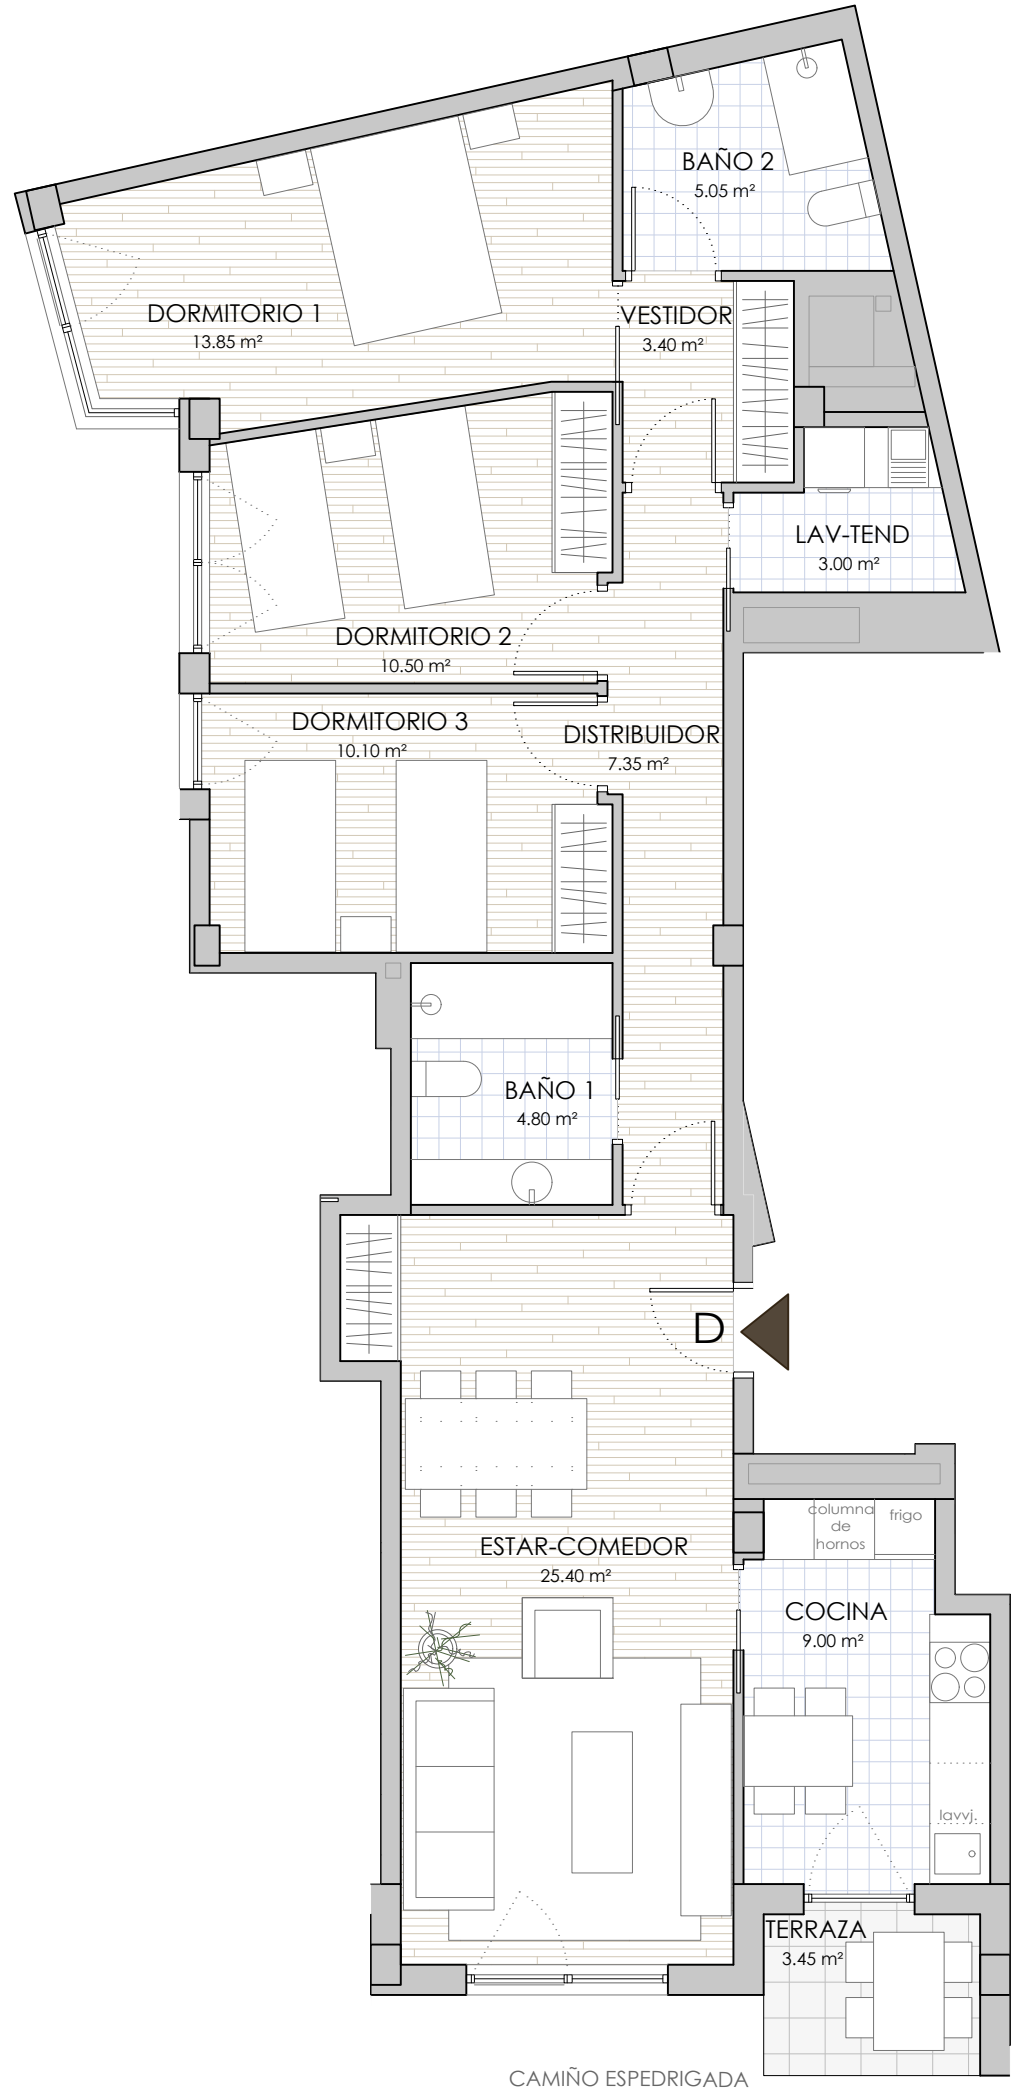 BAÑO 2
5.05 m²
DORMITORIO 1
13.85 m²
VESTIDOR
3.40 m²
LAV-TEND
3.00 m²
DORMITORIO 2
10.50 m²
DORMITORIO 3
10.10 m²
DISTRIBUIDOR
7.35 m²
BAÑO 1
4.80 m²
D
columna
de
hornos
frigo
ESTAR-COMEDOR
25.40 m²
COCINA
9.00 m²
lavvj.
TERRAZA
3.45 m²
CAMIÑO ESPEDRIGADA